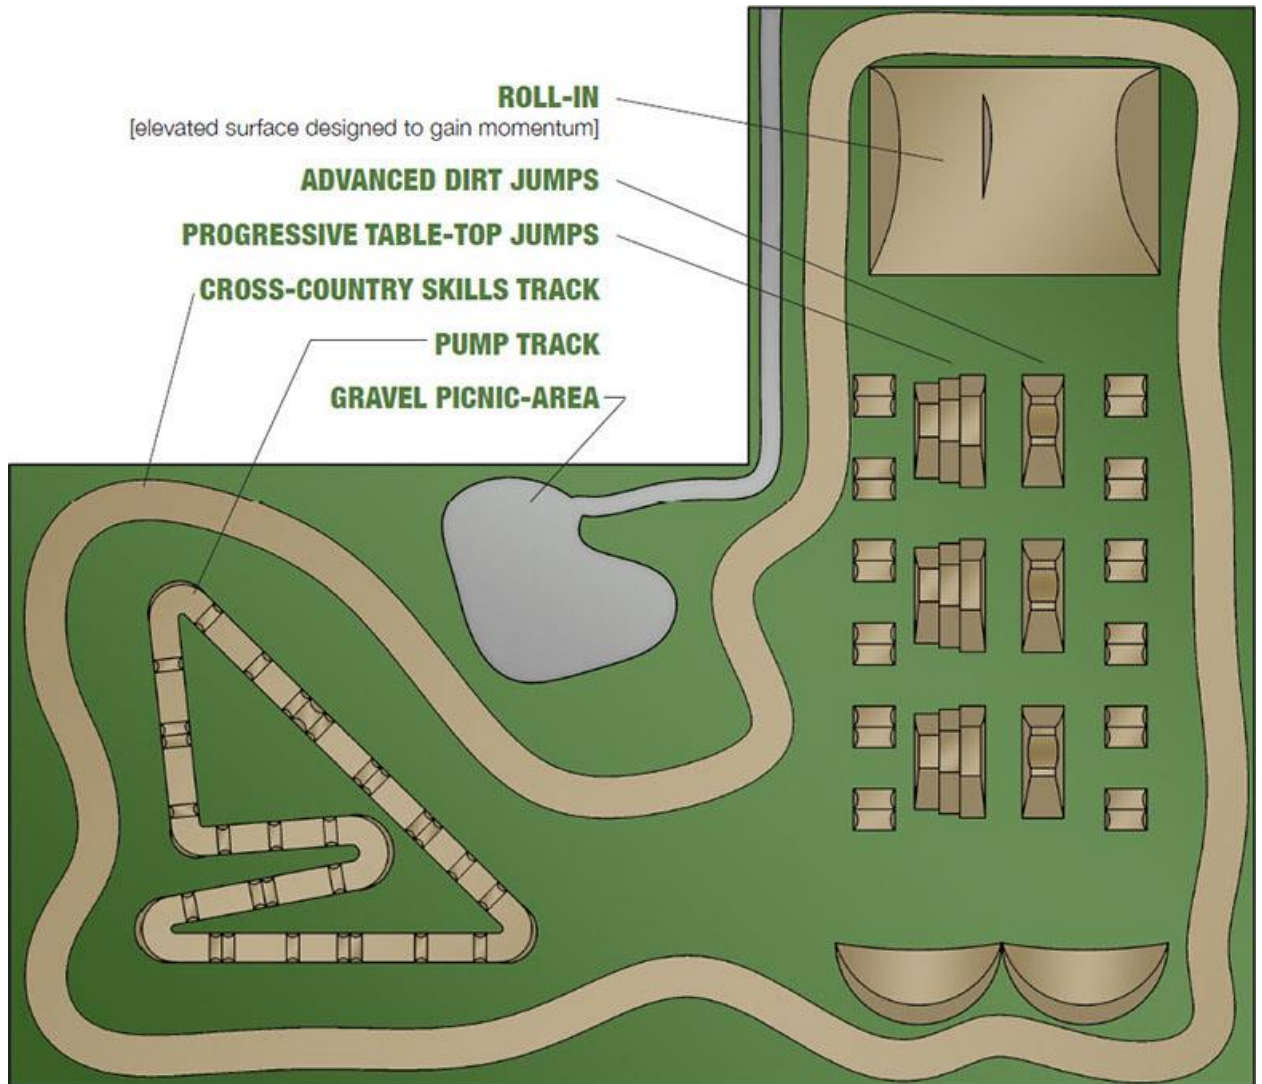 ROLL-IN
[elevated surface designed to gain momentum]
ADVANCED DIRT JUMPS
PROGRESSIVE TABLE-TOP JUMPS
CROSS-COUNTRY SKILLS TRACK
PUMP TRACK
GRAVEL PICNIC-AREA